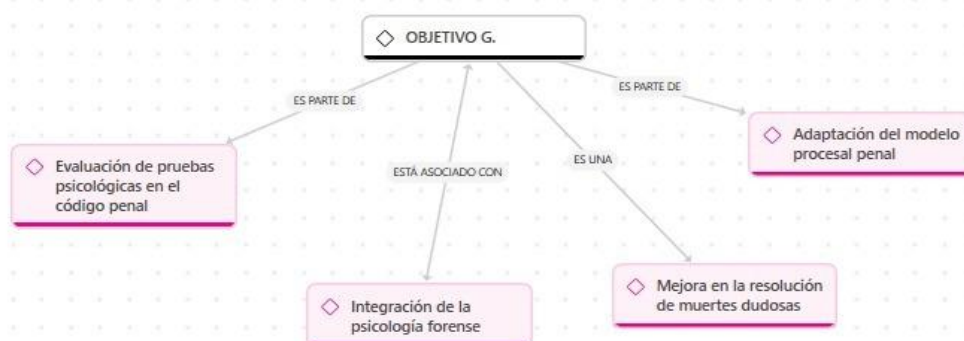 OBJETIVO G.
ES PARTE DE
ES PARTE DE
Evaluación de pruebas
psicológicas en el
código penal
ESTÁ ASOCIADO CON
ES UNA
Adaptación del modelo
procesal penal
Integración de la
psicología forense
Mejora en la resolución
de muertes dudosas